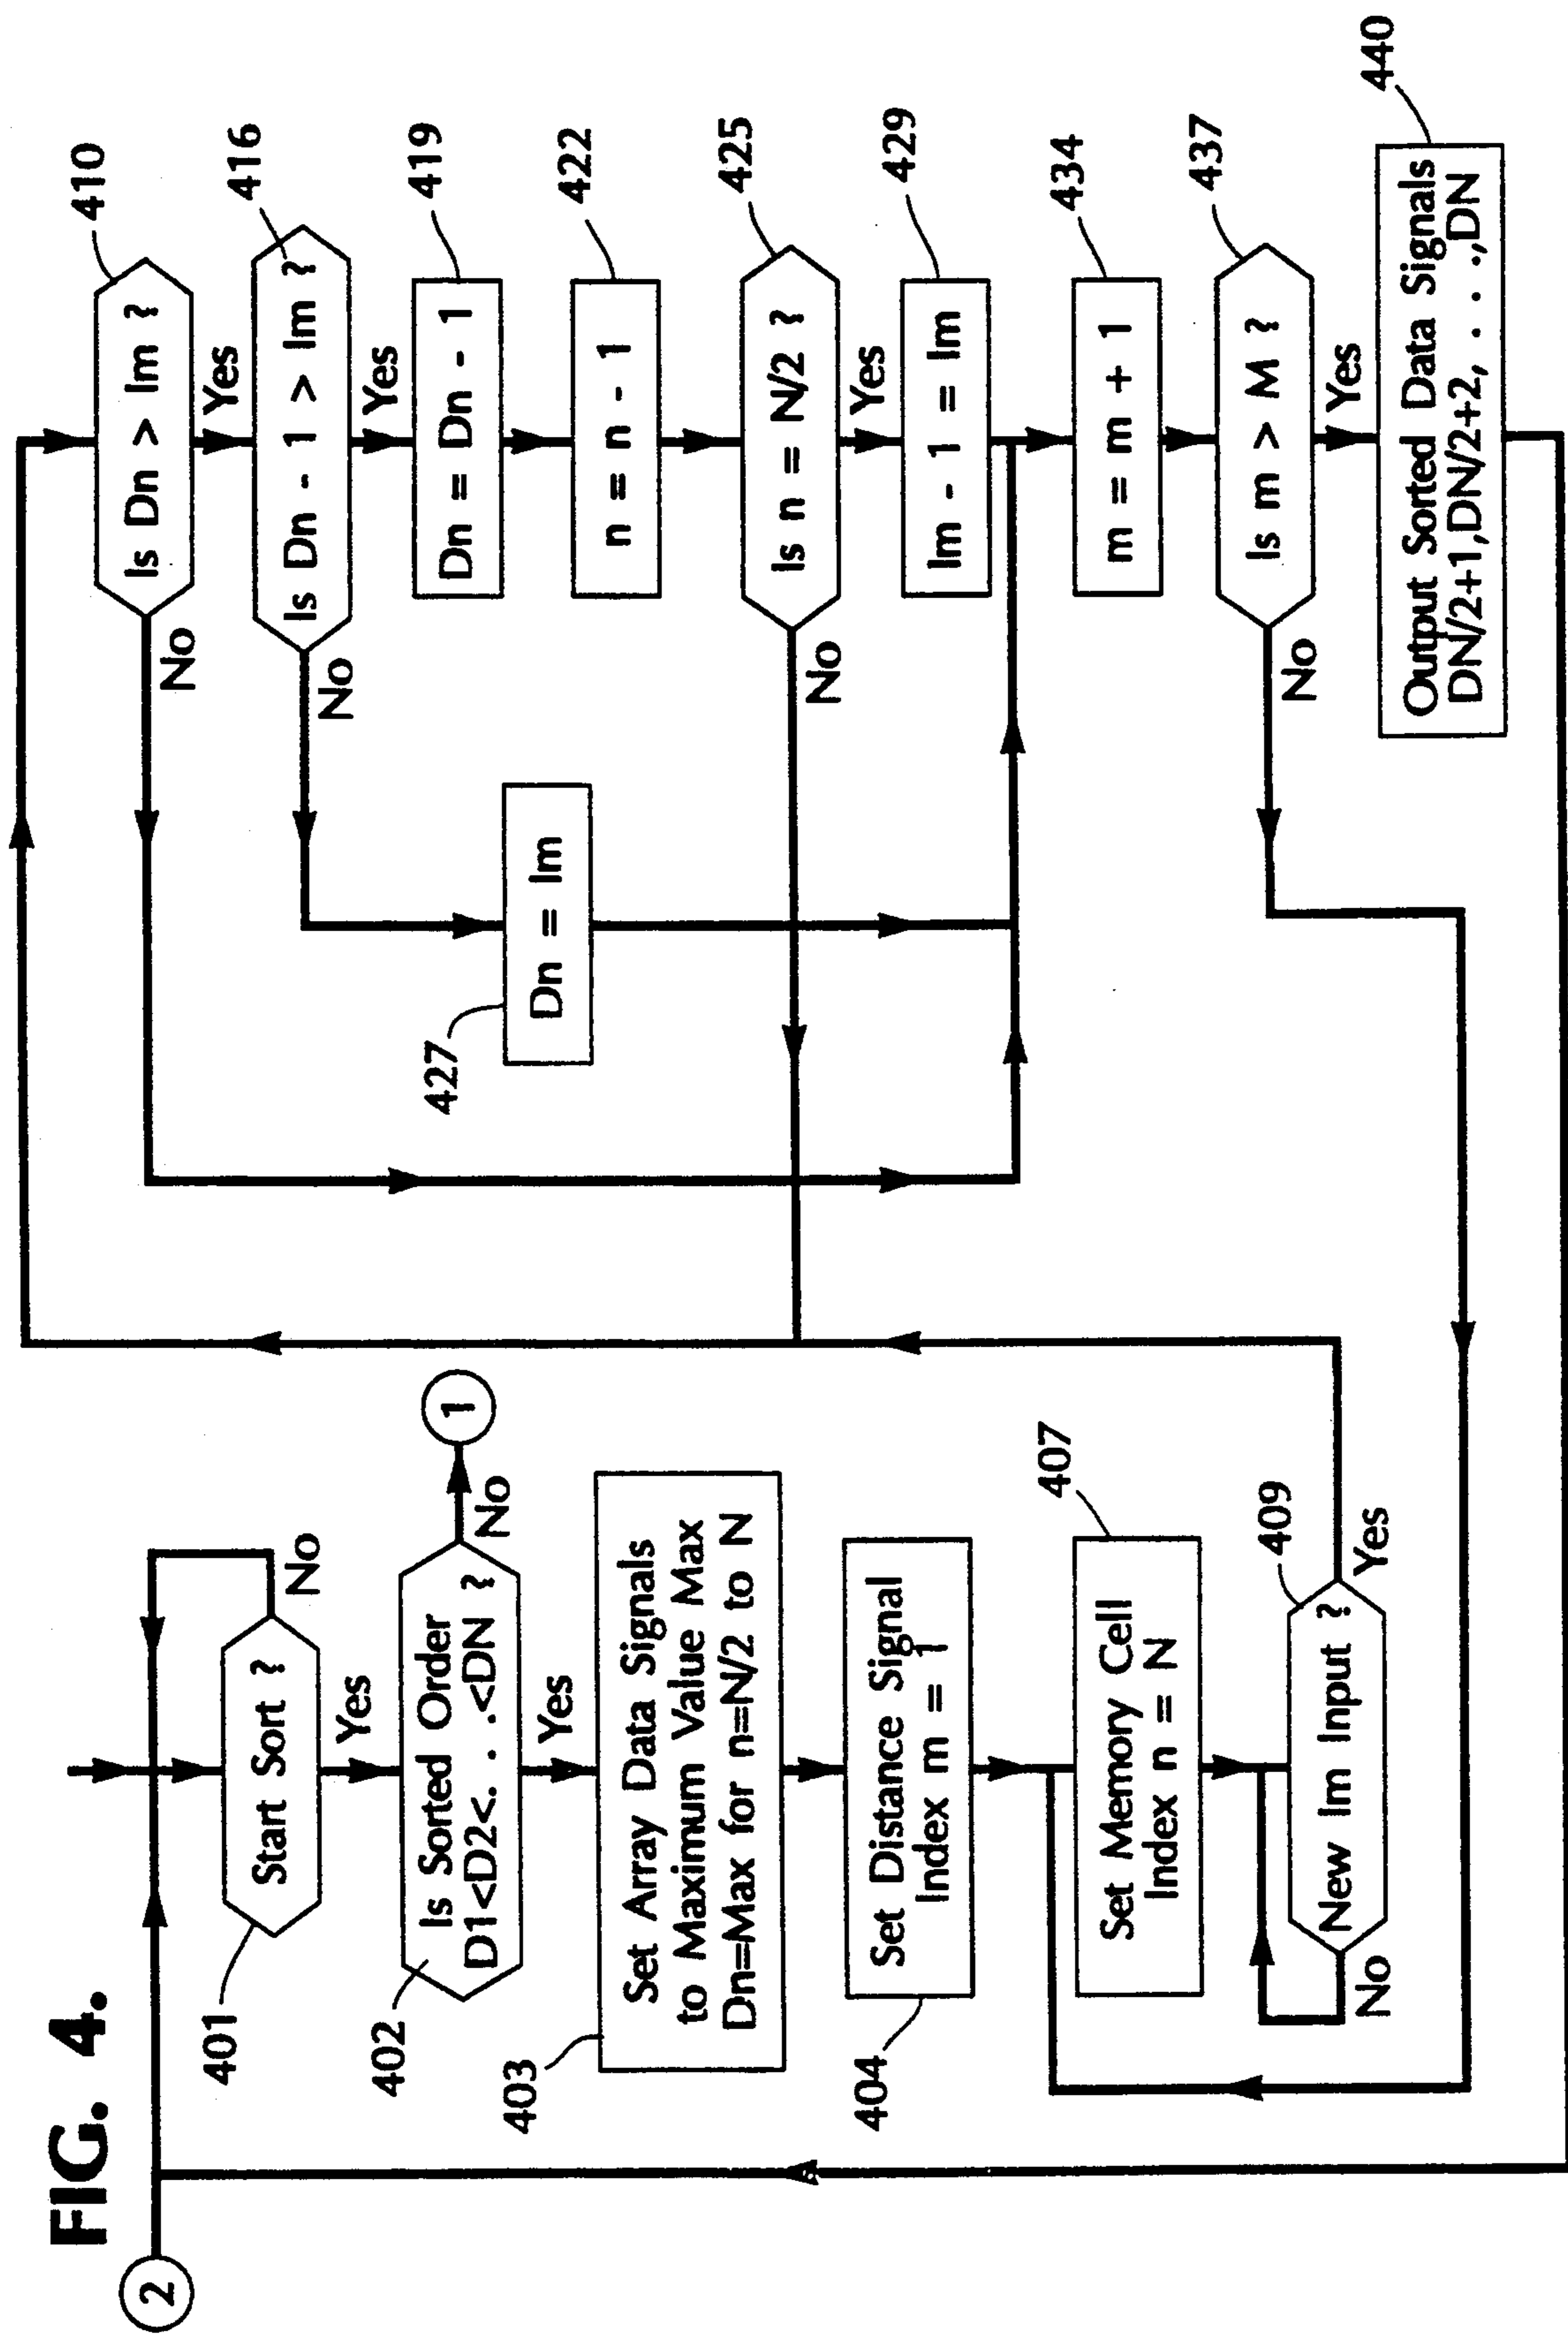 FIG. 4.
2
401
Start Sort ?
No
Yes
402
Is Sorted Order
D1<D2<. . .<DN ?
No
1
Yes
403
Set Array Data Signals
to Maximum Value Max
Dn=Max for n=N/2 to N
404
Set Distance Signal
Index m = 1
407
Set Memory Cell
Index n = N
409
New Im Input ?
No
Yes
410
Is Dn > Im ?
No
Yes
416
Is Dn - 1 > Im ?
No
Yes
419
Dn = Dn - 1
427
Dn = Im
422
n = n - 1
425
Is n = N/2 ?
No
Yes
429
Im - 1 = Im
434
m = m + 1
437
Is m > M ?
No
Yes
440
Output Sorted Data Signals
DN/2+1,DN/2+2, . . .,DN